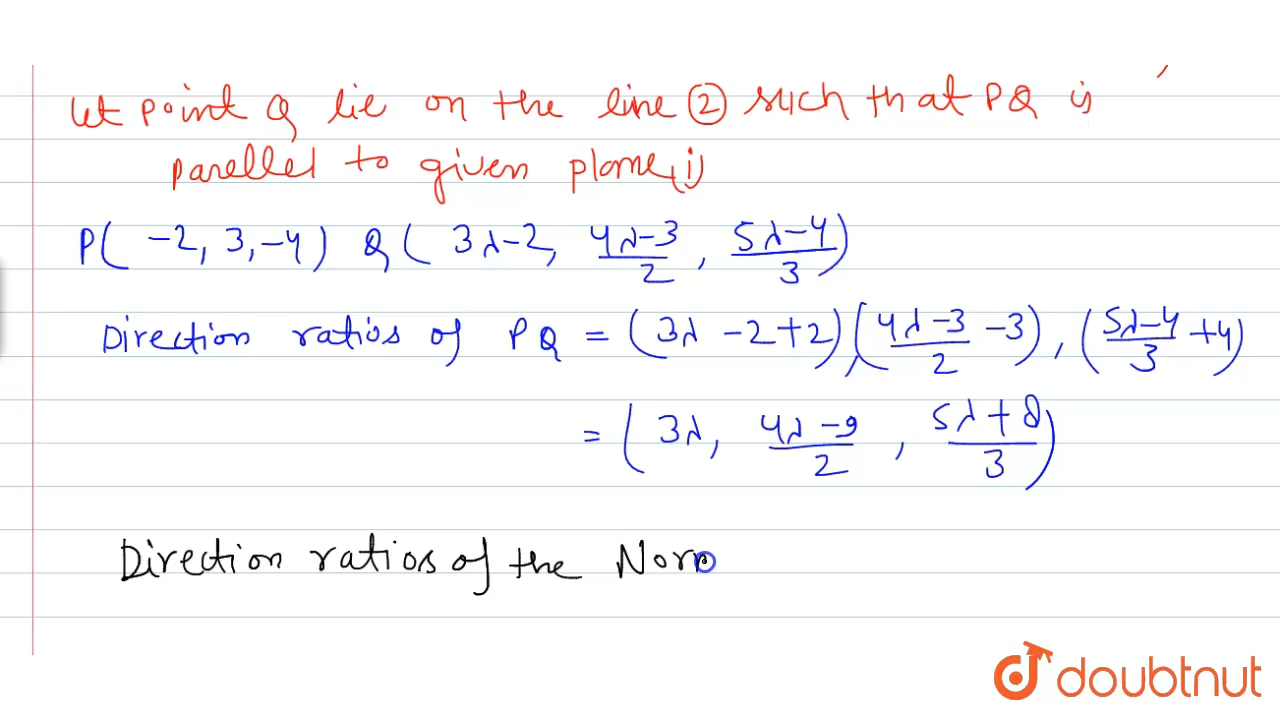 let point Q lie on the line ② such that PQ is
parellel to given plane (i)
P( -2, 3, -4) Q ( 3λ-2, (4λ-3)/2, (5λ-4)/3 )
Direction ratios of PQ = (3λ -2+2), ((4λ-3)/2 -3), ((5λ-4)/3 +4)
= ( 3λ, (4λ-9)/2, (5λ+8)/3 )
Direction ratios of the Nor
doubtnut